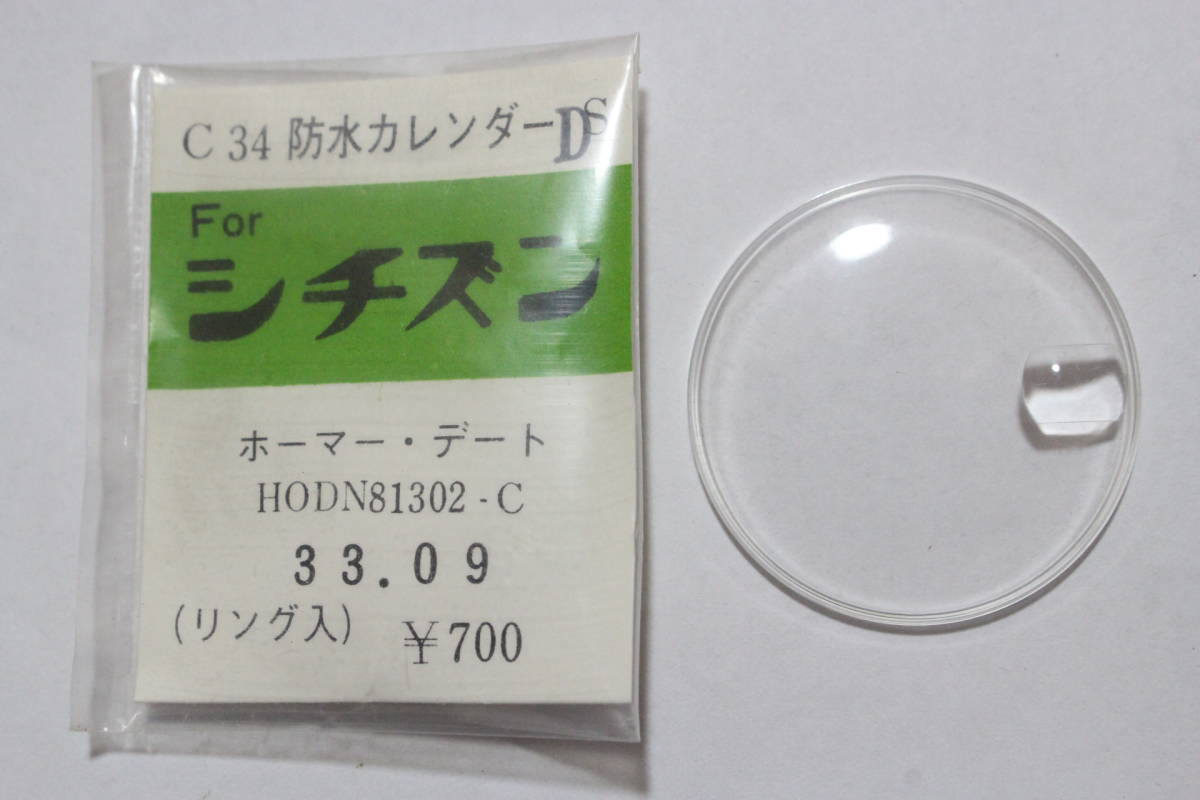 C 34 防水カレンダーDS
For
シチズン
ホーマー・デート
HODN81302-C
33.09
(リング入)
¥700